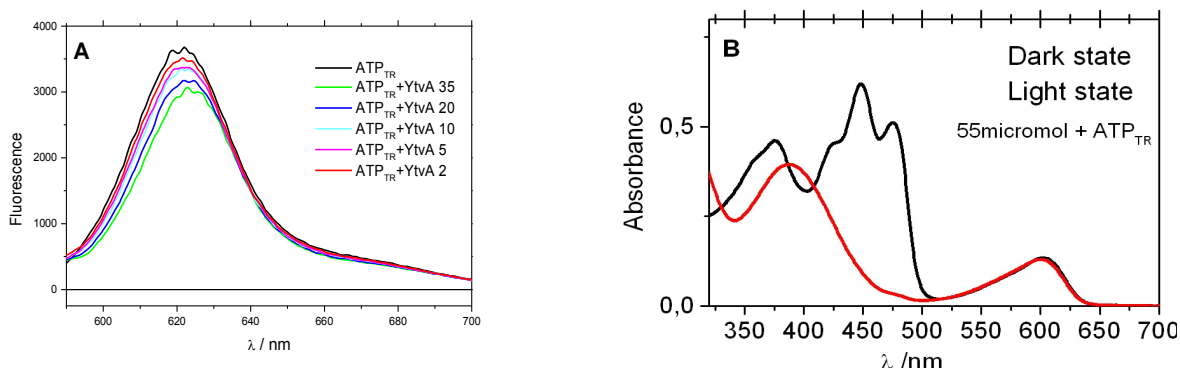 A
4000
3000
2000
1000
0
Fluorescence
600
620
640
660
680
700
λ / nm
ATP_TR
ATP_TR+YtvA 35
ATP_TR+YtvA 20
ATP_TR+YtvA 10
ATP_TR+YtvA 5
ATP_TR+YtvA 2
B
Dark state
Light state
55micromol + ATP_TR
0,5
0,0
Absorbance
350 400 450 500 550 600 650 700
λ /nm